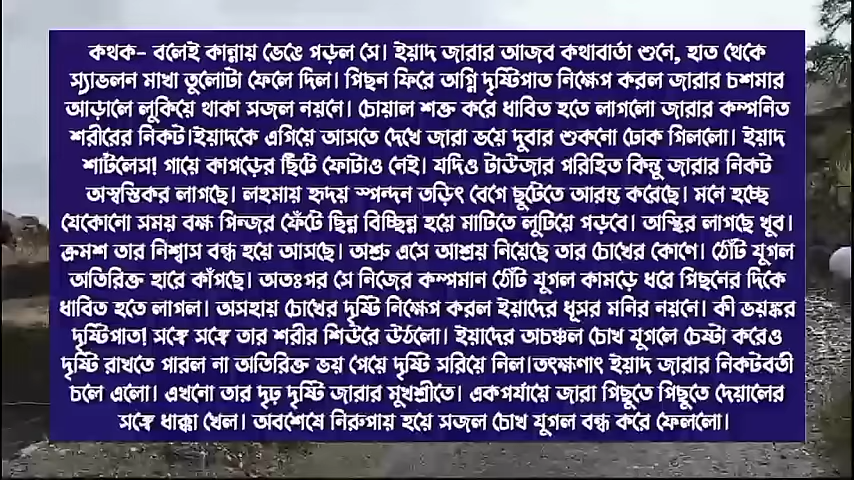 কথক- বলেই কান্নায় ভেঙে পড়ল সে। ইয়াদ জারার আজব কথাবার্তা শুনে, হাত থেকে
স্যাভলন মাখা তুলোটা ফেলে দিল। পিছন ফিরে অগ্নি দৃষ্টিপাত নিক্ষেপ করল জারার চশমার
আড়ালে লুকিয়ে থাকা সজল নয়নে। চোয়াল শক্ত করে ধাবিত হতে লাগলো জারার কম্পনিত
শরীরের নিকট।ইয়াদকে এগিয়ে আসতে দেখে জারা ভয়ে দুবার শুকনো ঢোক গিললো। ইয়াদ
শার্টলেস! গায়ে কাপড়ের ছিঁটে ফোটাও নেই। যদিও টাউজার পরিহিত কিন্তু জারার নিকট
অস্বস্তিকর লাগছে। লহমায় হৃদয় স্পন্দন তড়িৎ বেগে ছুটেতে আরম্ভ করেছে। মনে হচ্ছে
যেকোনো সময় বক্ষ পিন্জর ফেঁটে ছিন্ন বিচ্ছিন্ন হয়ে মাটিতে লুটিয়ে পড়বে। অস্থির লাগছে খুব।
ক্রমশ তার নিশ্বাস বন্ধ হয়ে আসছে। অশ্রু এসে আশ্রয় নিয়েছে তার চোখের কোণে। ঠোঁট যুগল
অতিরিক্ত হারে কাঁপছে। অতঃপর সে নিজের কম্পমান ঠোঁট যুগল কামড়ে ধরে পিছনের দিকে
ধাবিত হতে লাগল। অসহায় চোখের দৃষ্টি নিক্ষেপ করল ইয়াদের ধূসর মনির নয়নে। কী ভয়ঙ্কর
দৃষ্টিপাত! সঙ্গে সঙ্গে তার শরীর শিউরে উঠলো। ইয়াদের অচঞ্চল চোখ যুগলে চেষ্টা করেও
দৃষ্টি রাখতে পারল না অতিরিক্ত ভয় পেয়ে দৃষ্টি সরিয়ে নিল।তৎক্ষণাৎ ইয়াদ জারার নিকটবর্তী
চলে এলো। এখনো তার দৃঢ় দৃষ্টি জারার মুখশ্রীতে। একপর্যায়ে জারা পিছুতে পিছুতে দেয়ালের
সঙ্গে ধাক্কা খেল। অবশেষে নিরুপায় হয়ে সজল চোখ যুগল বন্ধ করে ফেললো।